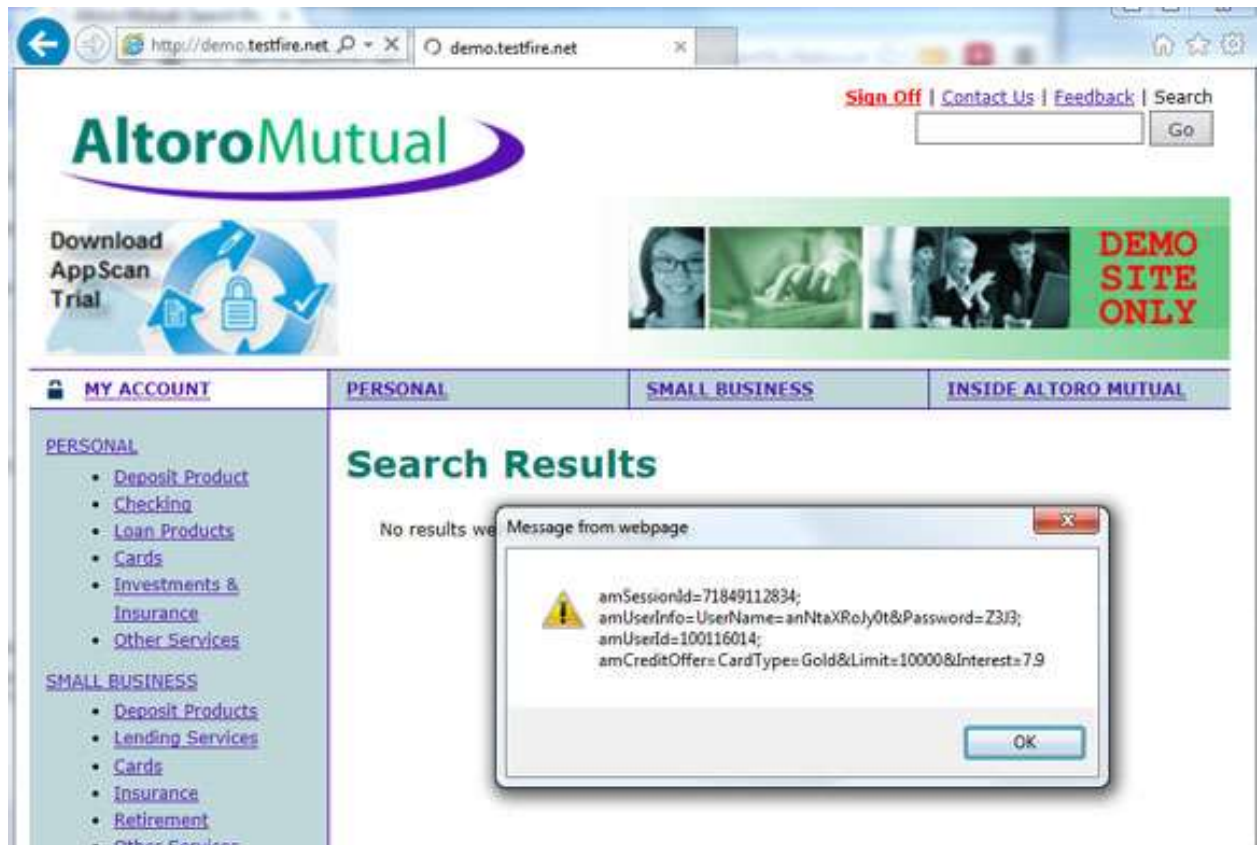 http://demo.testfire.net
demo.testfire.net
Sign Off | Contact Us | Feedback | Search
Go
AltoroMutual
Download
AppScan
Trial
DEMO
SITE
ONLY
MY ACCOUNT
PERSONAL
SMALL BUSINESS
INSIDE ALTORO MUTUAL
PERSONAL
Deposit Product
Checking
Loan Products
Cards
Investments &
Insurance
Other Services
SMALL BUSINESS
Deposit Products
Lending Services
Cards
Insurance
Retirement
Other Services
Search Results
No results we
Message from webpage
amSessionId=71849112834;
amUserInfo=UserName=anNtaXRoJy0t&Password=Z3J3;
amUserId=100116014;
amCreditOffer=CardType=Gold&Limit=10000&Interest=7.9
OK